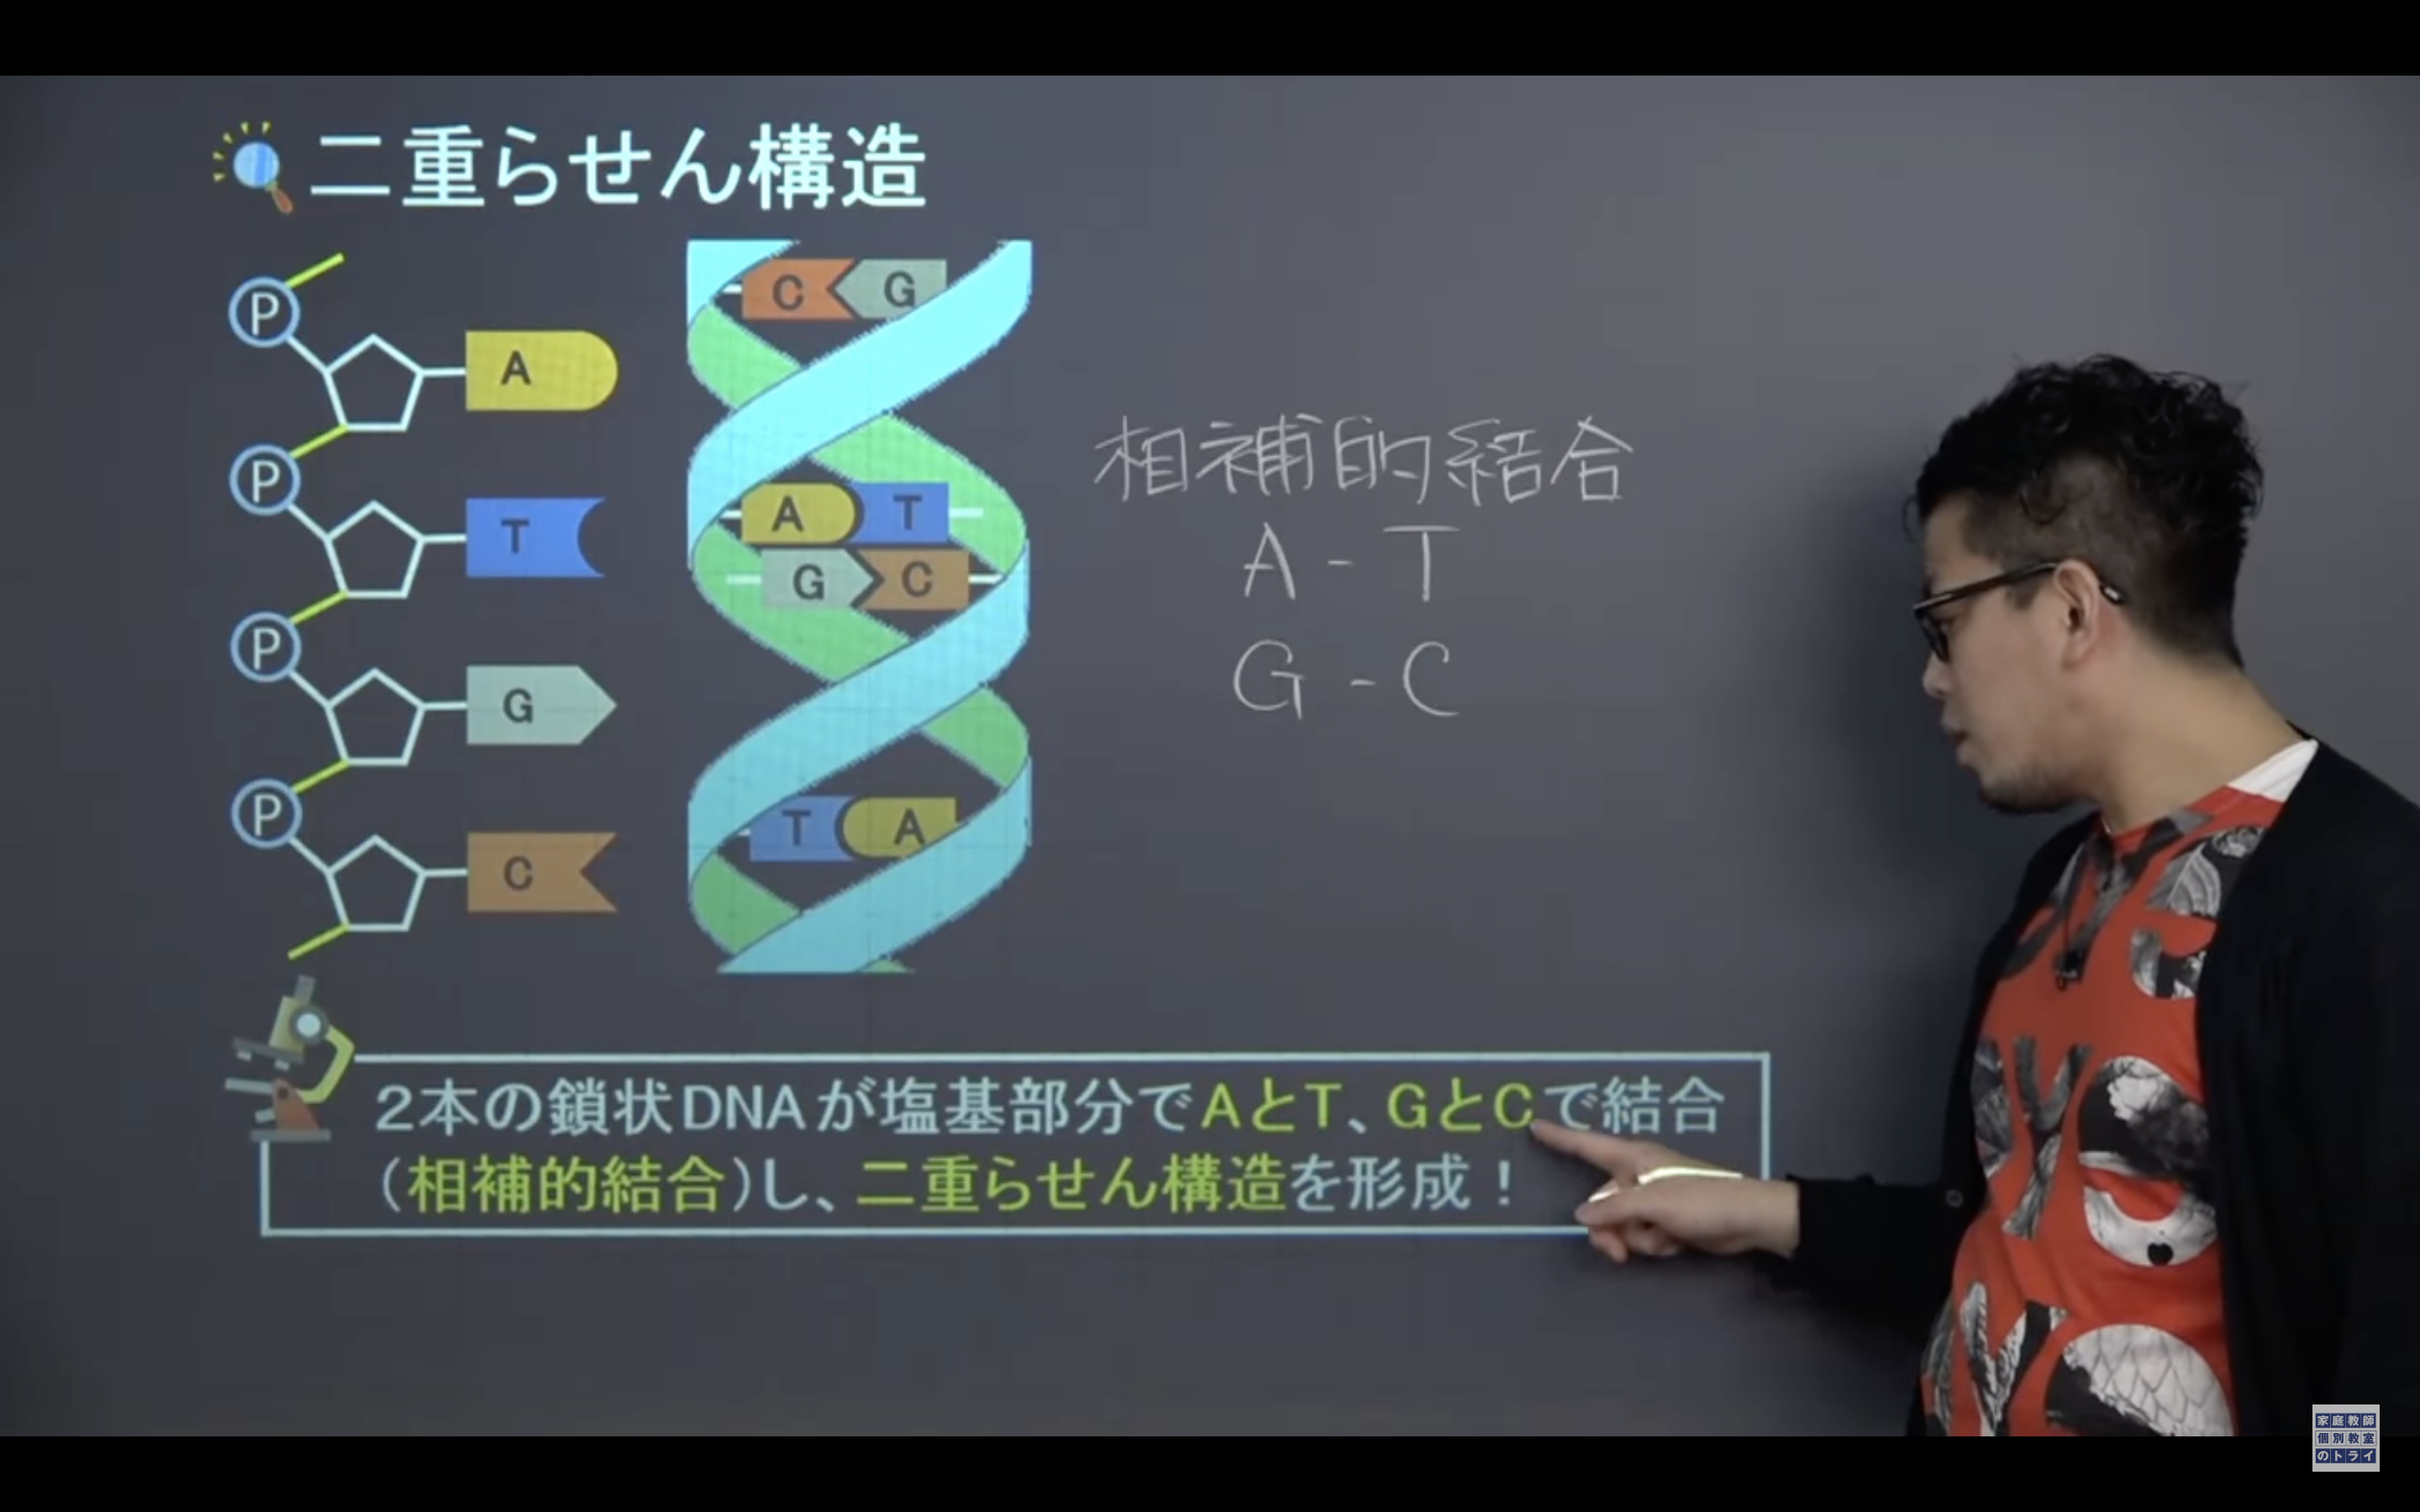 二重らせん構造
P
A
P
T
P
G
P
C
C G
A T
G C
T A
相補的結合
A - T
G - C
2本の鎖状DNAが塩基部分でAとT、GとCで結合
(相補的結合)し、二重らせん構造を形成!
家庭教師
個別教室
のトライ